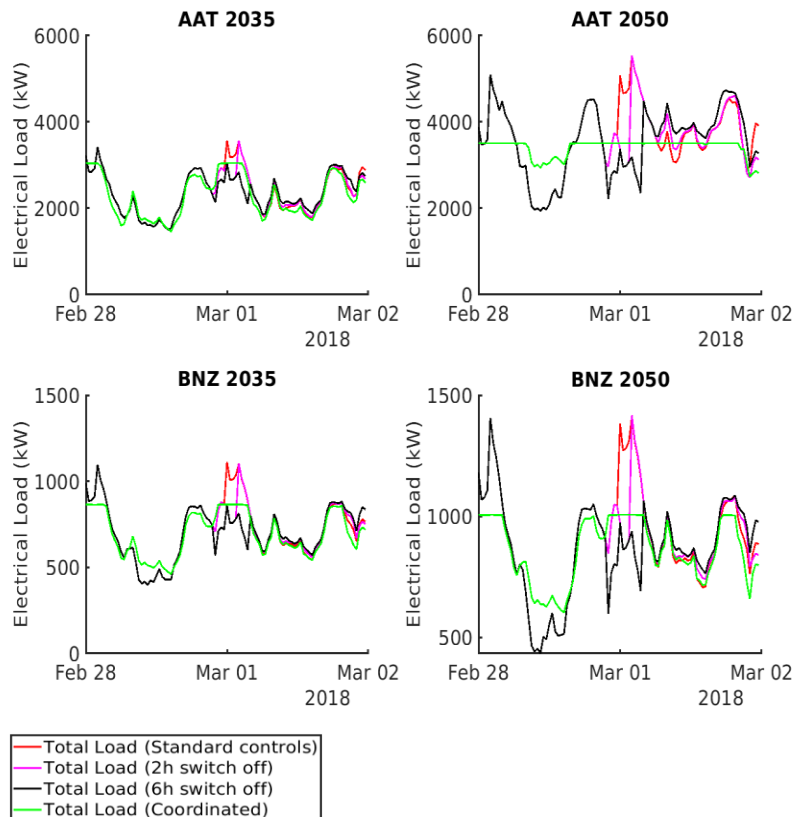 AAT 2035
Electrical Load (kW)
6000
4000
2000
0
Feb 28
Mar 01
Mar 02
2018
AAT 2050
Electrical Load (kW)
6000
4000
2000
0
Feb 28
Mar 01
Mar 02
2018
BNZ 2035
Electrical Load (kW)
1500
1000
500
0
Feb 28
Mar 01
Mar 02
2018
BNZ 2050
Electrical Load (kW)
1500
1000
500
Feb 28
Mar 01
Mar 02
2018
Total Load (Standard controls)
Total Load (2h switch off)
Total Load (6h switch off)
Total Load (Coordinated)